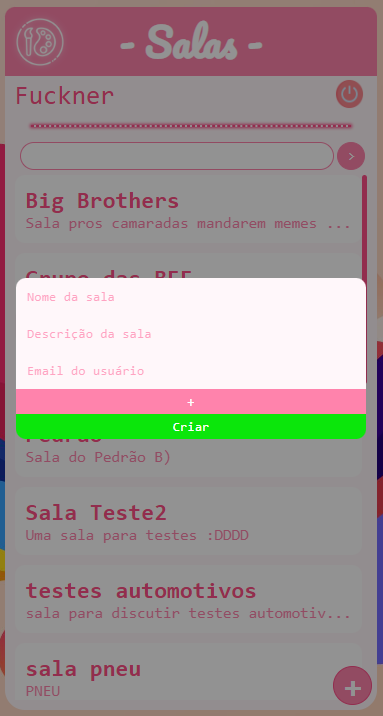 - Salas -
Fuckner
>
Big Brothers
Sala pros camaradas mandarem memes ...
Grupo das BFF
Nome da sala
Descrição da sala
Email do usuário
+
Criar
Pedrão
Sala do Pedrão B)
Sala Teste2
Uma sala para testes :DDDD
testes automotivos
sala para discutir testes automotiv...
sala pneu
PNEU
+